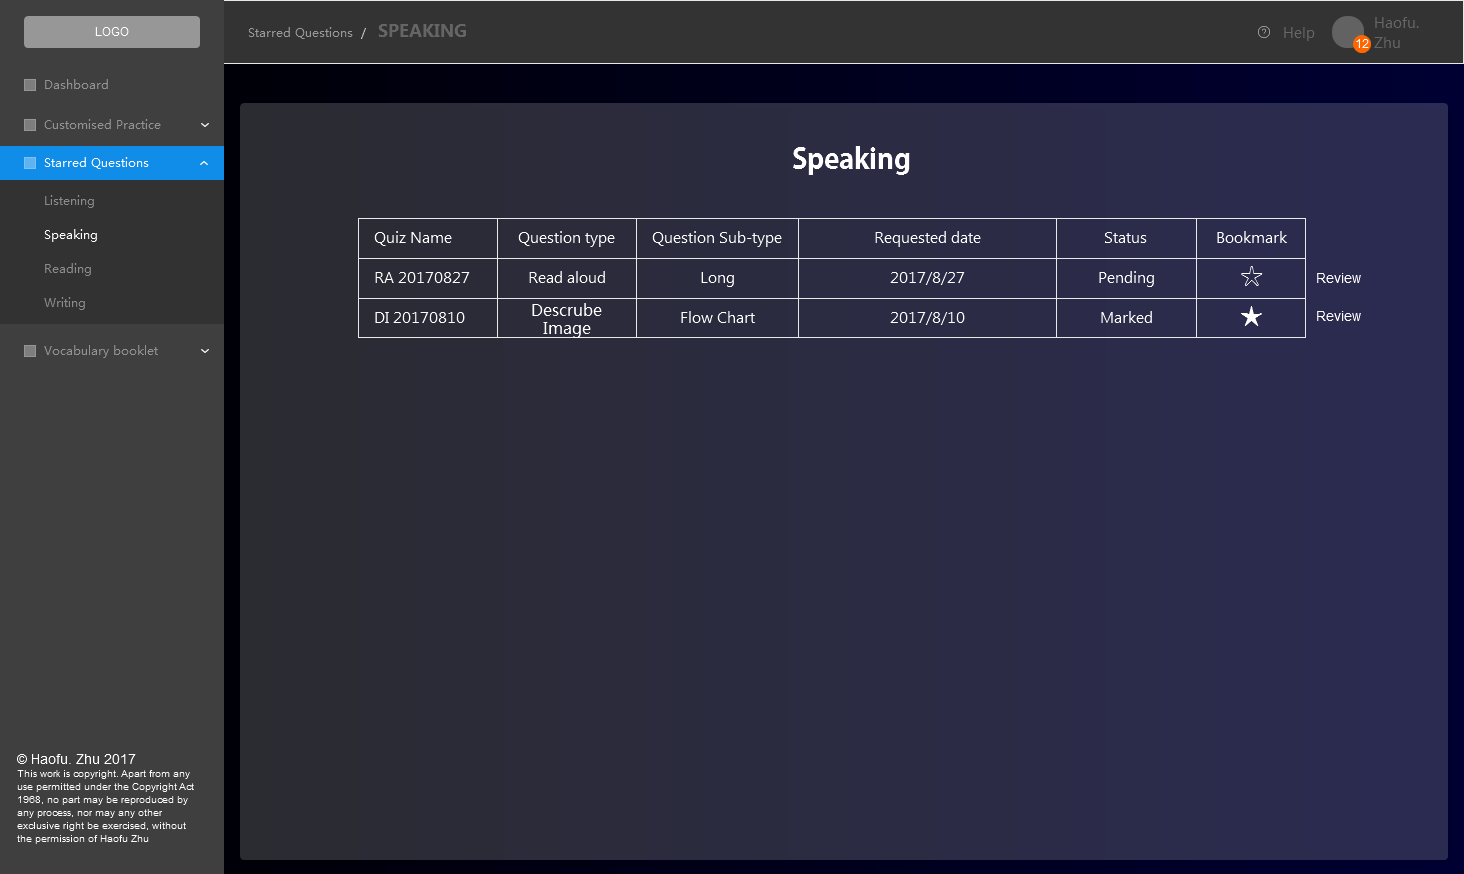 LOGO
Dashboard
Customised Practice
Starred Questions
Listening
Speaking
Reading
Writing
Vocabulary booklet
© Haofu. Zhu 2017
This work is copyright. Apart from any
use permitted under the Copyright Act
1968, no part may be reproduced by
any process, nor may any other
exclusive right be exercised, without
the permission of Haofu Zhu
Starred Questions / SPEAKING
Help
12
Haofu.
Zhu
Speaking
Quiz Name Question type Question Sub-type Requested date Status Bookmark
RA 20170827 Read aloud Long 2017/8/27 Pending Review
DI 20170810 Descrube
Image Flow Chart 2017/8/10 Marked Review